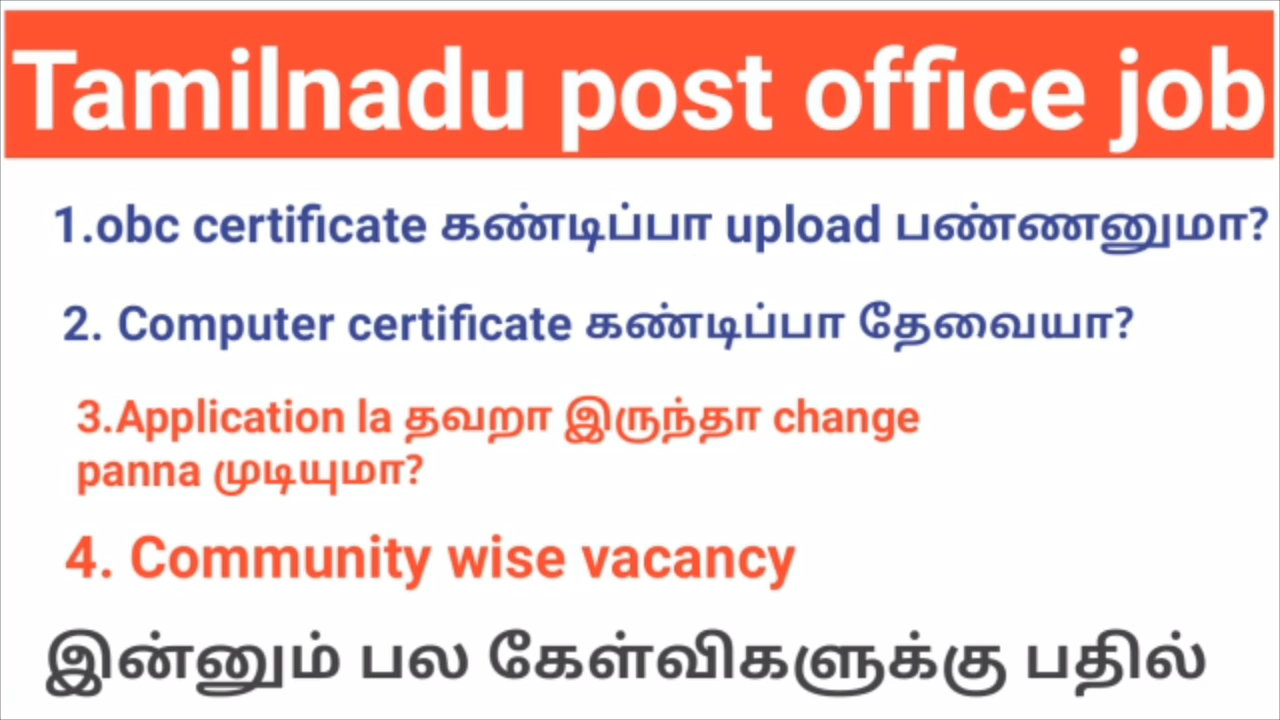 Tamilnadu post office job
1.obc certificate கண்டிப்பா upload பண்ணனுமா?
2. Computer certificate கண்டிப்பா தேவையா?
3.Application la தவறா இருந்தா change
panna முடியுமா?
4. Community wise vacancy
இன்னும் பல கேள்விகளுக்கு பதில்